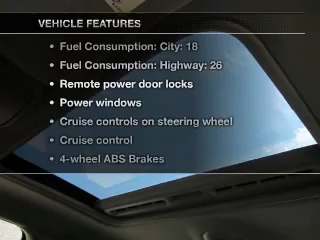 VEHICLE FEATURES
• Fuel Consumption: City: 18
• Fuel Consumption: Highway: 26
• Remote power door locks
• Power windows
• Cruise controls on steering wheel
• Cruise control
• 4-wheel ABS Brakes